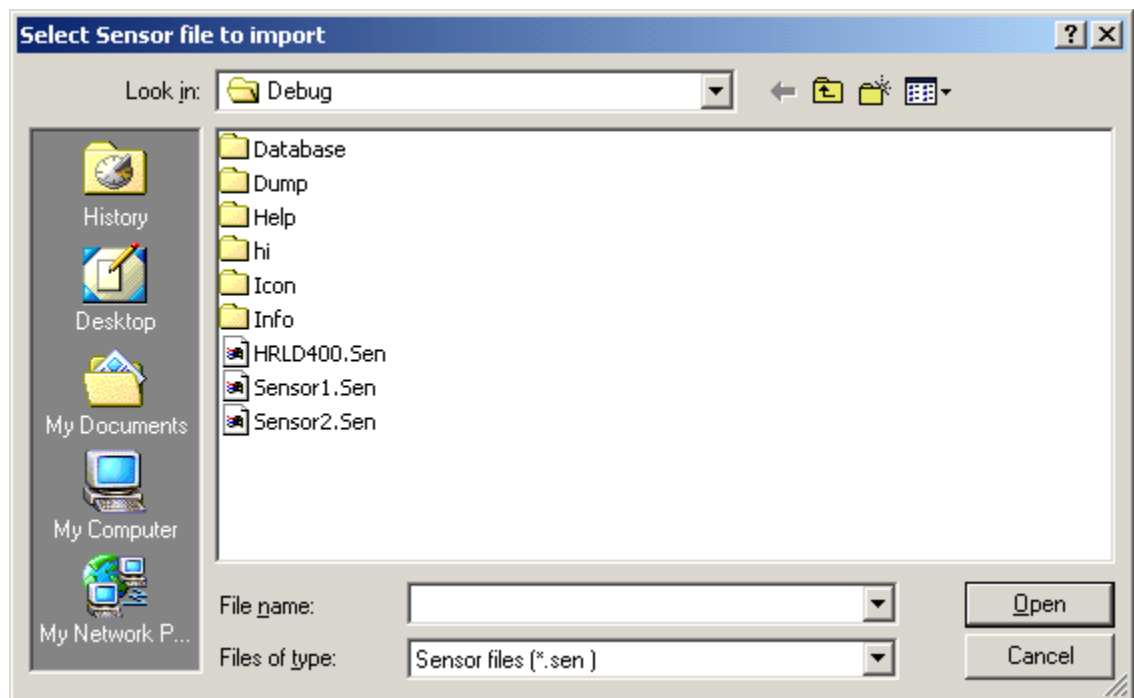 Select Sensor file to import
Look in: Debug
History
Desktop
My Documents
My Computer
My Network P...
Database
Dump
Help
hi
Icon
Info
HRLD400.Sen
Sensor1.Sen
Sensor2.Sen
File name:
Open
Files of type: Sensor files (*.sen )
Cancel